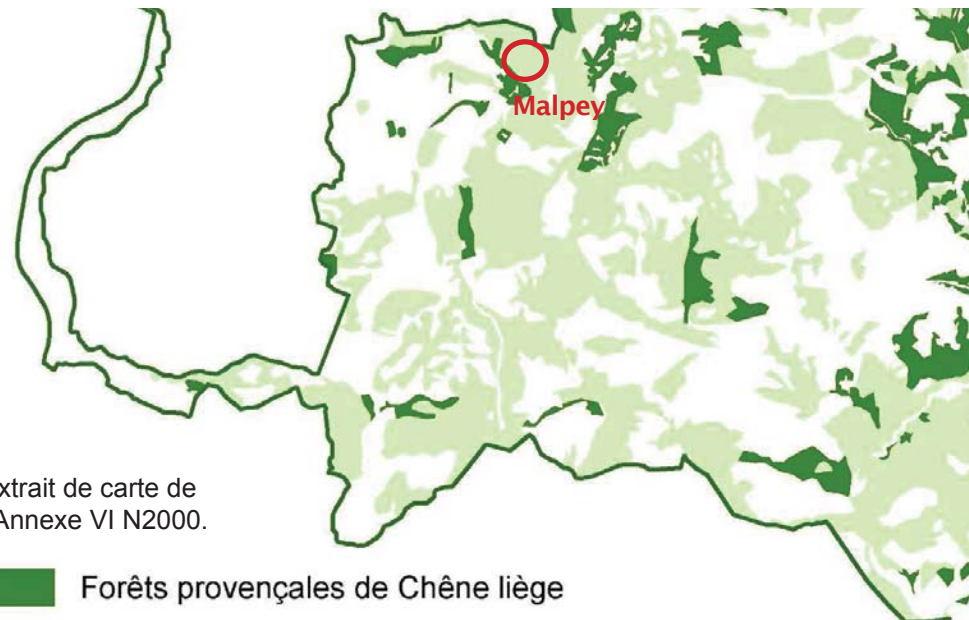 Malpey
xtrait de carte de
Annexe VI N2000.
Forêts provençales de Chêne liège